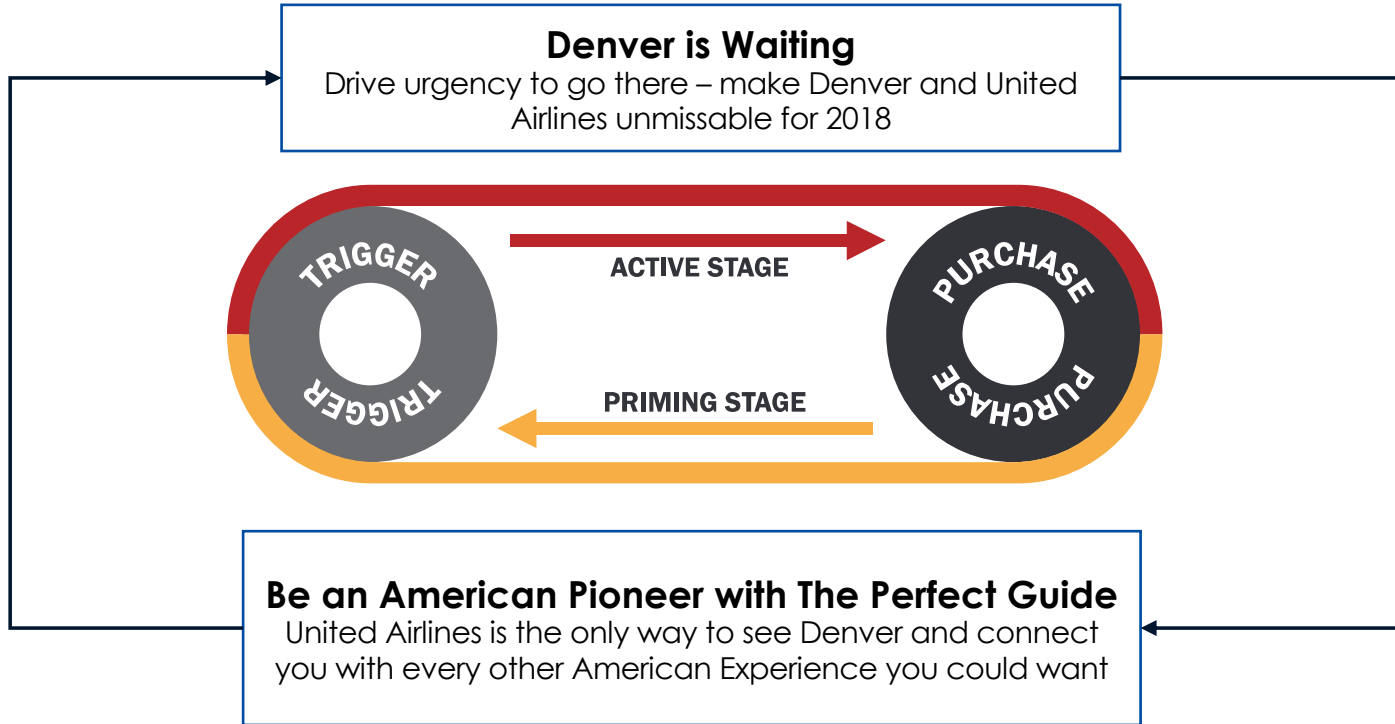 Denver is Waiting
Drive urgency to go there – make Denver and United
Airlines unmissable for 2018
TRIGGER
ACTIVE STAGE
PURCHASE
TRIGGER
PRIMING STAGE
PURCHASE
Be an American Pioneer with The Perfect Guide
United Airlines is the only way to see Denver and connect
you with every other American Experience you could want